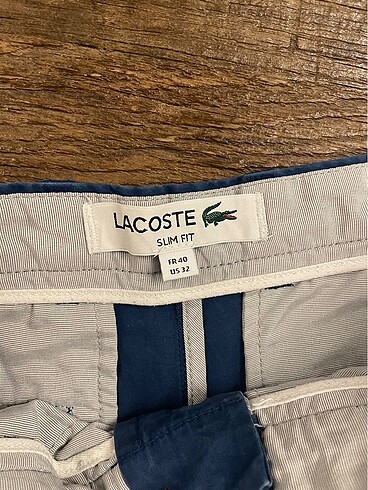 LACOSTE
SLIM FIT
FR 40
US 32